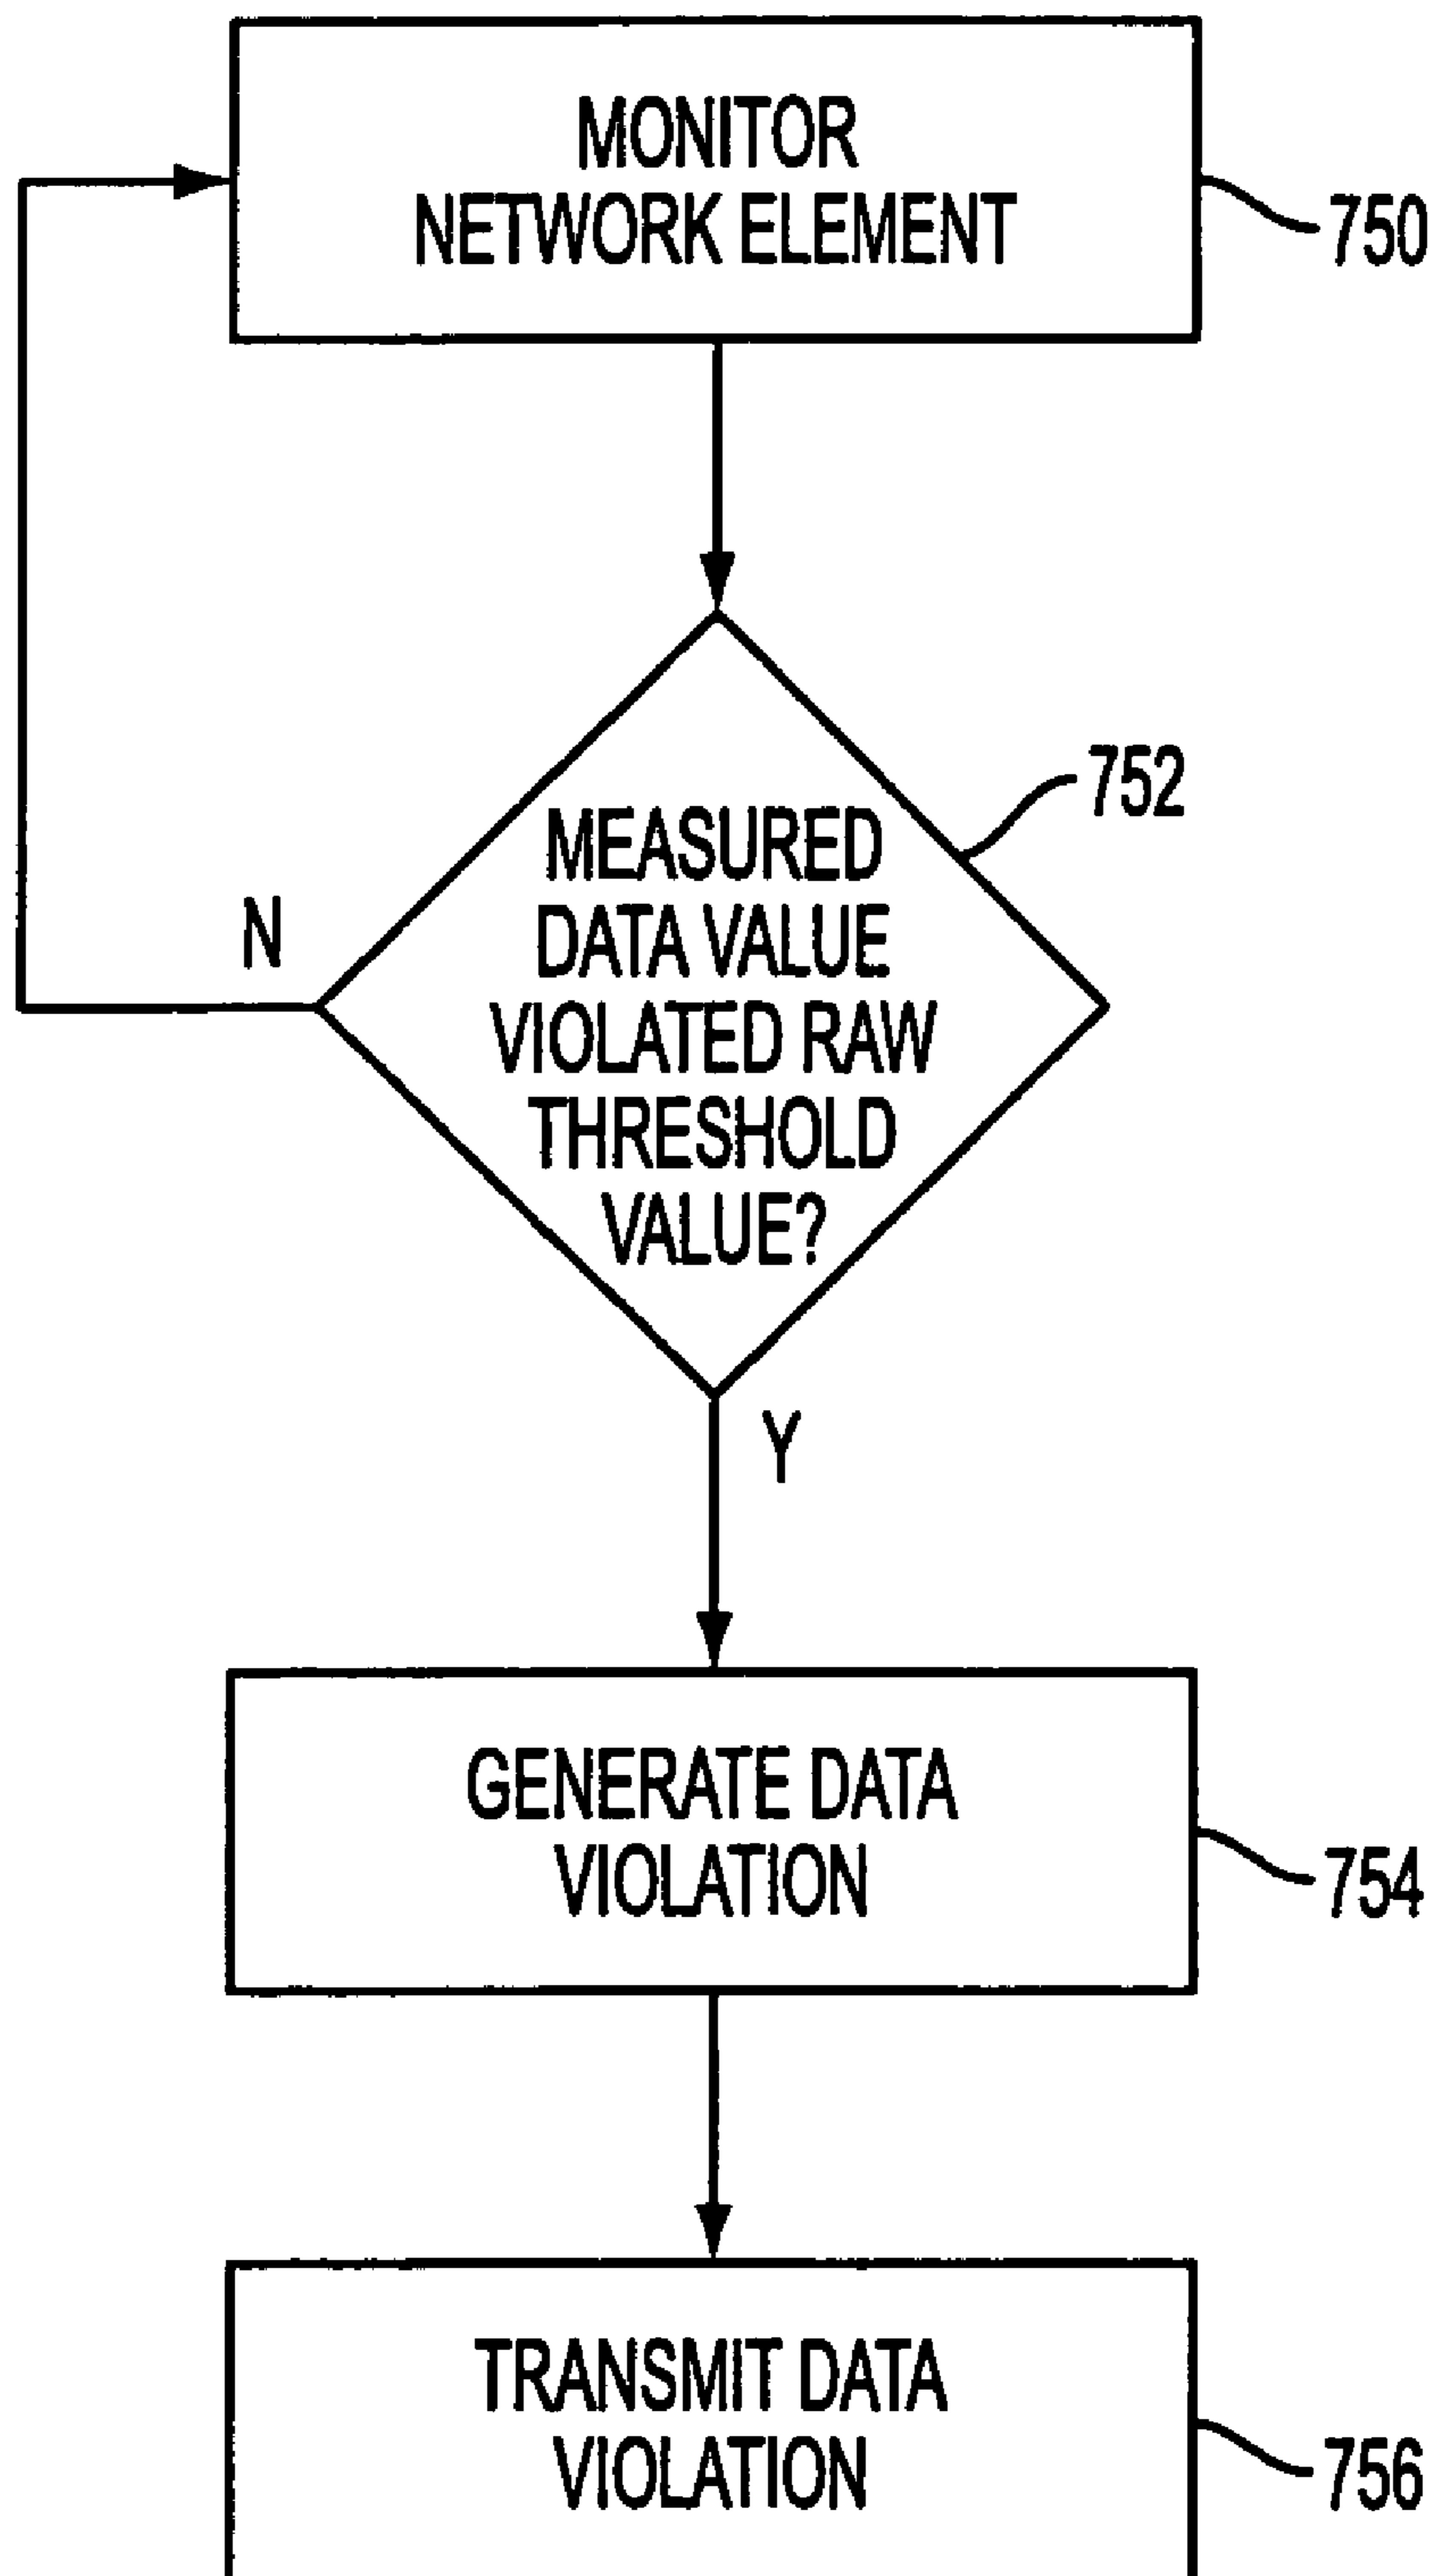 MONITOR
NETWORK ELEMENT
750
752
MEASURED
DATA VALUE
VIOLATED RAW
THRESHOLD
VALUE?
N
Y
GENERATE DATA
VIOLATION
754
TRANSMIT DATA
VIOLATION
756